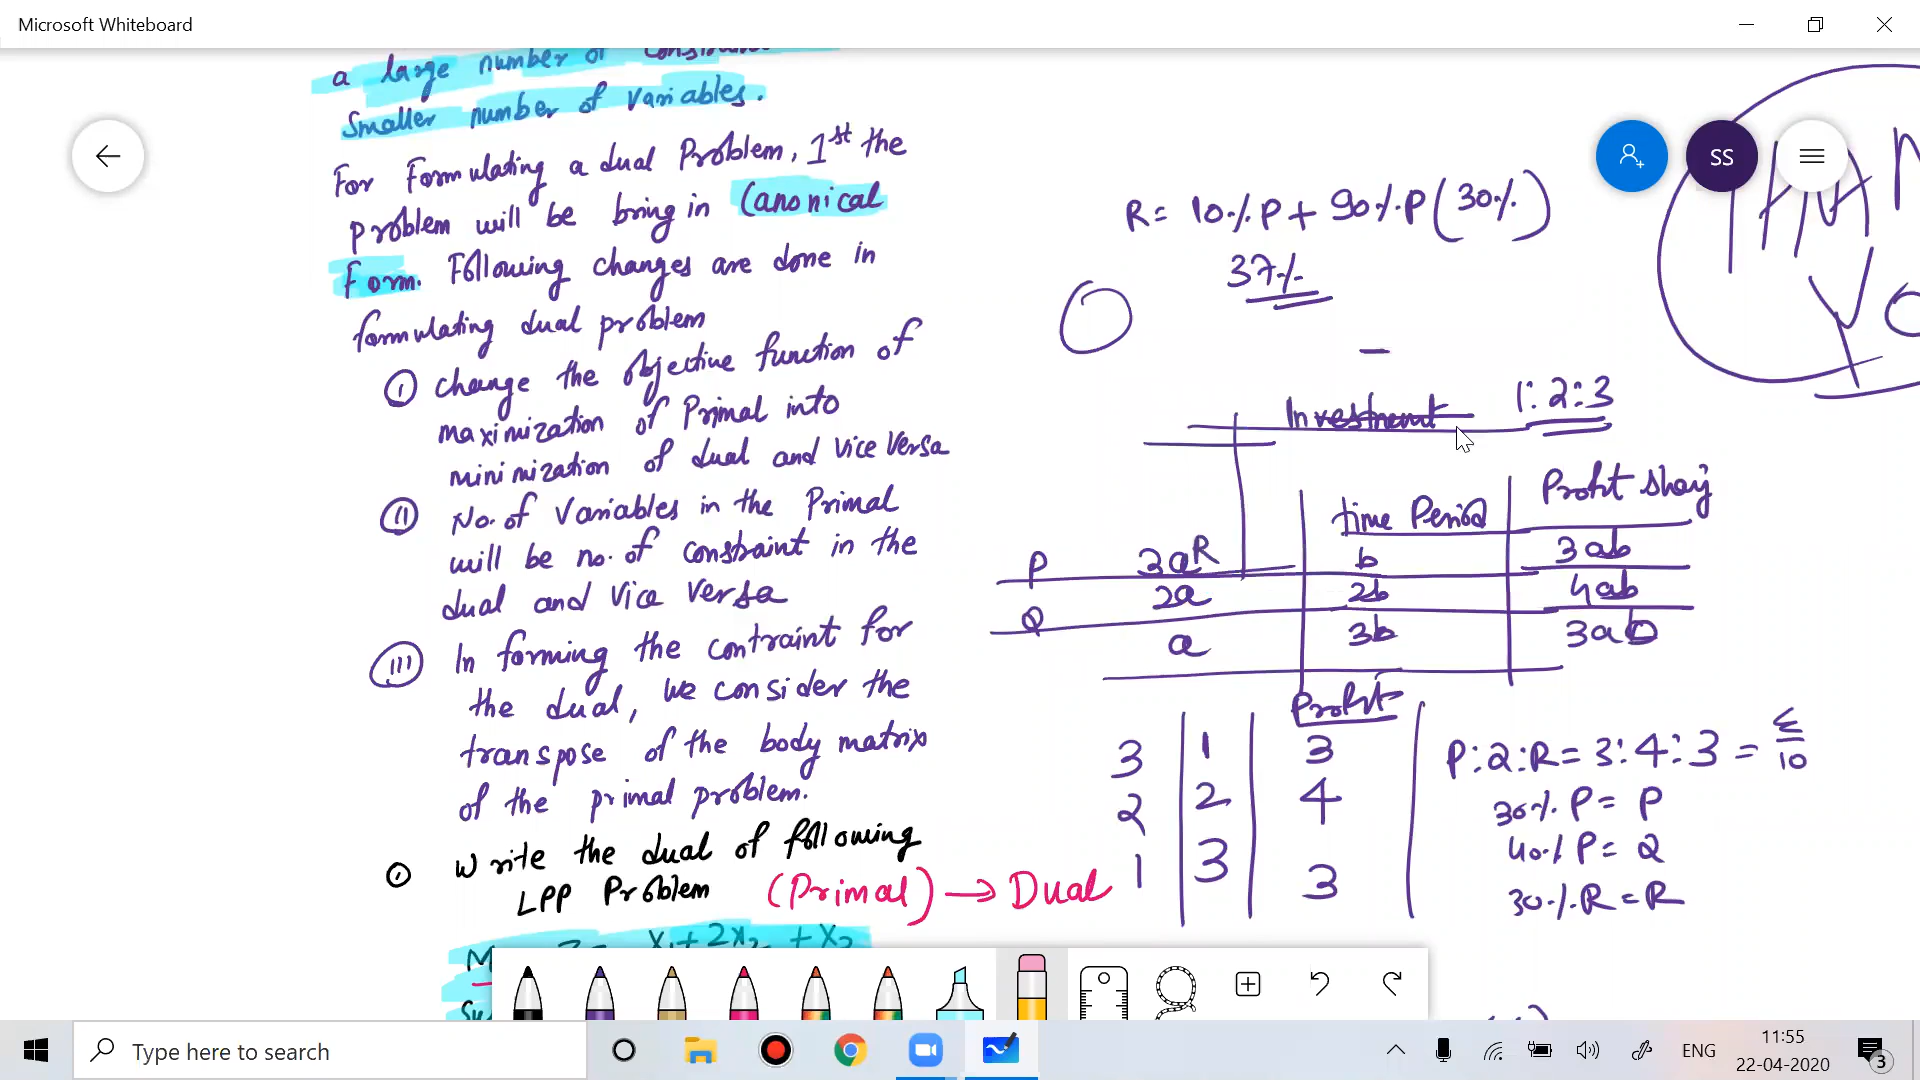 Microsoft Whiteboard
a large number of
Smaller number of variables.
For Formulating a dual Problem, 1st the
problem will be bring in Canonical
Form. Following changes are done in
formulating dual problem
(I) change the objective function of
maximization of Primal into
minimization of dual and vice versa
(II) No. of Variables in the Primal
will be no. of constraint in the
dual and Vice Versa
(III) In forming the contraint for
the dual, we consider the
transpose of the body matrix
of the primal problem.
Write the dual of following
LPP Problem (Primal) → Dual
x₁ + 2x₂ + x₃
SS
R = 10% P + 90% P (30%)
37%
Investment 1:2:3
time Period
P 3a R b 3ab
2a 2b 4ab
Q a 3b 3ab
Profit
3 1 3
2 2 4
1 3 3
P:2:R = 3:4:3 =
10
30% P = P
40% P = Q
30% R = R
Type here to search
ENG
11:55
22-04-2020
3